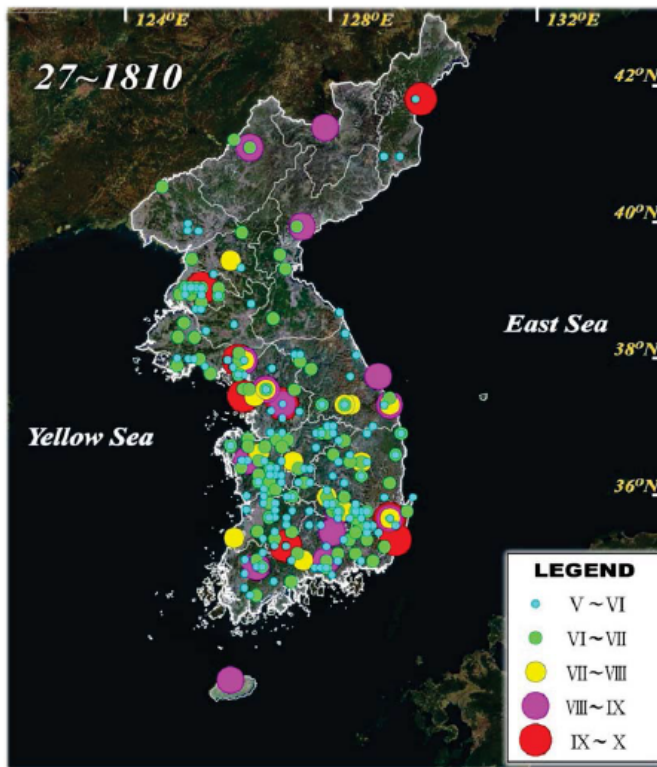 124°E 128°E 132°E
27~1810
42°N
40°N
East Sea
38°N
Yellow Sea
36°N
LEGEND
V ~ VI
VI ~ VII
VII ~ VIII
VIII ~ IX
IX ~ X